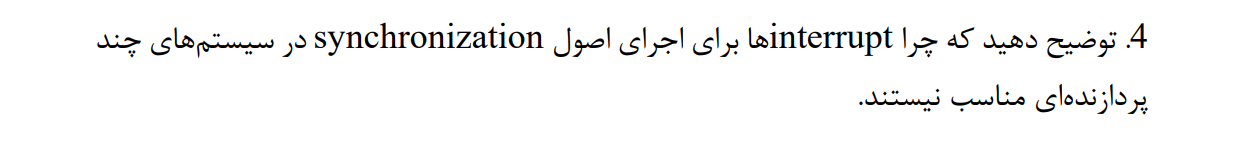 4. توضیح دهید که چرا interruptها برای اجرای اصول synchronization در سیستم‌های چند
پردازنده‌ای مناسب نیستند.